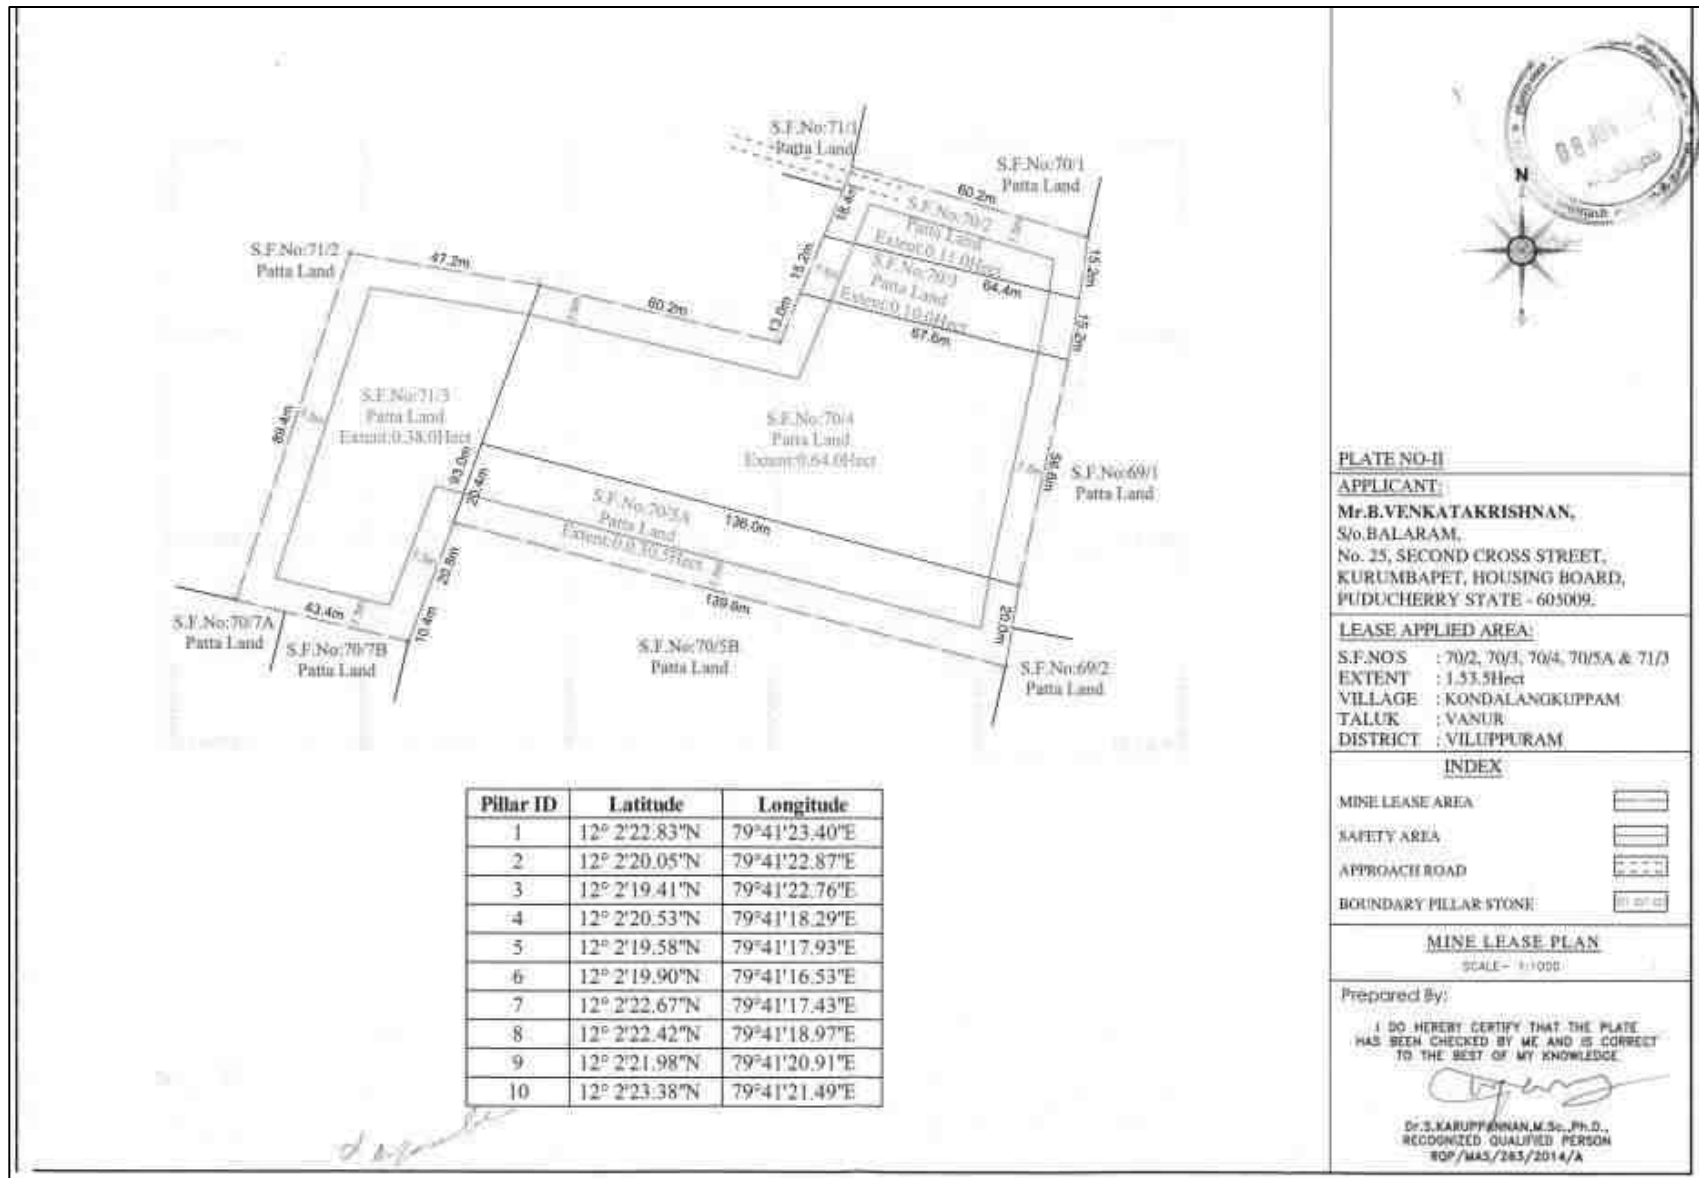 S.F.No:71/1
Patta Land
S.F.No:70/1
Patta Land
60.2m
18.4m
S.F.No:70/2
Patta Land
Extent:0.11.0Hect
S.F.No:71/2
Patta Land
47.2m
60.2m
15.2m
13.0m
S.F.No:70/3
Patta Land
Extent:0.10.0Hect
64.4m
67.6m
15.2m
15.2m
S.F.No:71/3
Patta Land
Extent:0.38.0Hect
89.4m
93.0m
20.4m
S.F.No:70/4
Patta Land
Extent:0.64.0Hect
S.F.No:69/1
Patta Land
S.F.No:70/5A
Patta Land
Extent:0.30.5Hect
136.0m
139.8m
20.8m
10.4m
43.4m
20.0m
S.F.No:70/7A
Patta Land
S.F.No:70/7B
Patta Land
S.F.No:70/5B
Patta Land
S.F.No:69/2
Patta Land
Pillar ID Latitude Longitude
1 12° 2'22.83"N 79°41'23.40"E
2 12° 2'20.05"N 79°41'22.87"E
3 12° 2'19.41"N 79°41'22.76"E
4 12° 2'20.53"N 79°41'18.29"E
5 12° 2'19.58"N 79°41'17.93"E
6 12° 2'19.90"N 79°41'16.53"E
7 12° 2'22.67"N 79°41'17.43"E
8 12° 2'22.42"N 79°41'18.97"E
9 12° 2'21.98"N 79°41'20.91"E
10 12° 2'23.38"N 79°41'21.49"E
N
PLATE NO-II
APPLICANT:
Mr.B.VENKATAKRISHNAN,
S/o.BALARAM,
No. 25, SECOND CROSS STREET,
KURUMBAPET, HOUSING BOARD,
PUDUCHERRY STATE - 605009.
LEASE APPLIED AREA:
S.F.NO'S : 70/2, 70/3, 70/4, 70/5A & 71/3
EXTENT : 1.53.5Hect
VILLAGE : KONDALANGKUPPAM
TALUK : VANUR
DISTRICT : VILUPPURAM
INDEX
MINE LEASE AREA
SAFETY AREA
APPROACH ROAD
BOUNDARY PILLAR STONE
MINE LEASE PLAN
SCALE- 1:1000
Prepared By:
I DO HEREBY CERTIFY THAT THE PLATE
HAS BEEN CHECKED BY ME AND IS CORRECT
TO THE BEST OF MY KNOWLEDGE
Dr.S.KARUPPANNAN,M.Sc.,Ph.D.,
RECOGNIZED QUALIFIED PERSON
RQP/MAS/263/2014/A